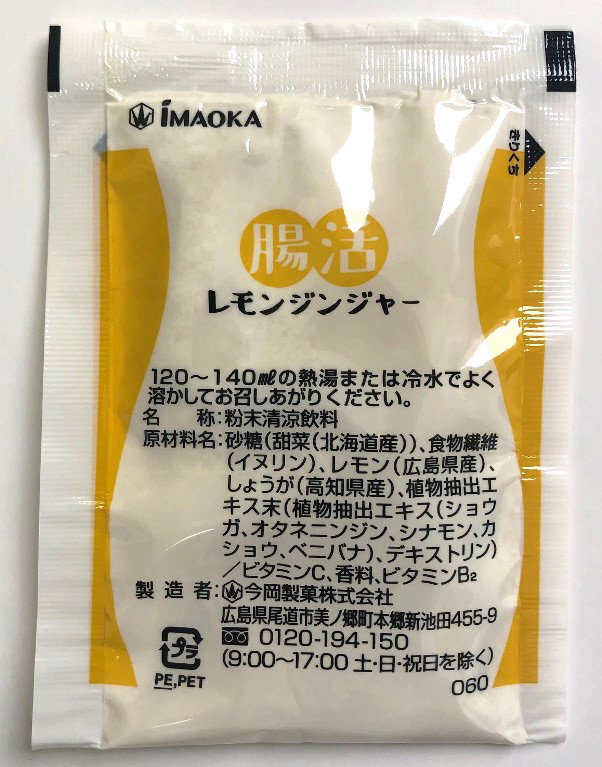 iMAOKA
きりくち
腸活
レモンジンジャー
120～140㎖の熱湯または冷水でよく
溶かしてお召しあがりください。
名　　称:粉末清涼飲料
原材料名:砂糖(甜菜(北海道産))、食物繊維
(イヌリン)、レモン(広島県産)、
しょうが(高知県産)、植物抽出エ
キス末(植物抽出エキス(ショウ
ガ、オタネニンジン、シナモン、カ
ショウ、ベニバナ)、デキストリン)
/ビタミンC、香料、ビタミンB₂
製造者:今岡製菓株式会社
広島県尾道市美ノ郷町本郷新池田455-9
0120-194-150
(9:00～17:00 土・日・祝日を除く)
プラ
PE,PET
060